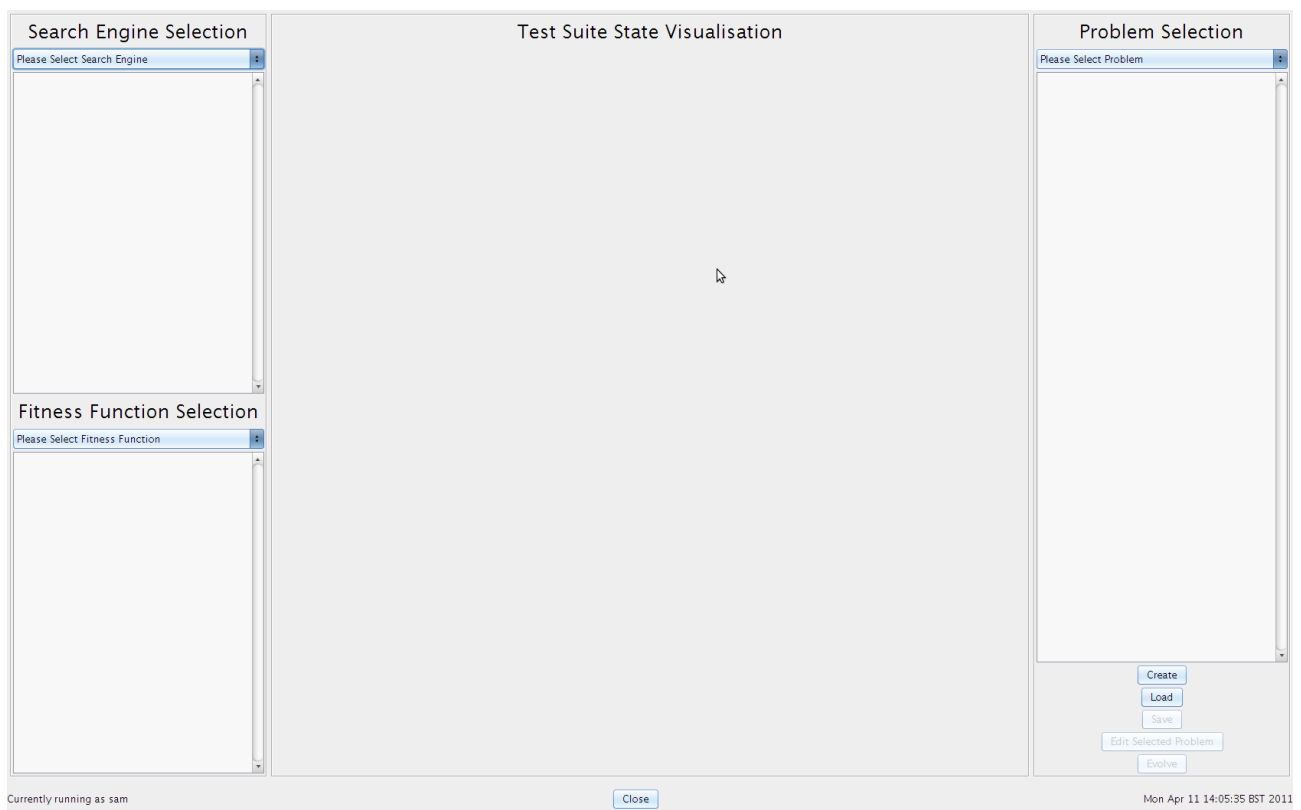 Search Engine Selection
Please Select Search Engine
Fitness Function Selection
Please Select Fitness Function
Test Suite State Visualisation
Problem Selection
Please Select Problem
Create
Load
Save
Edit Selected Problem
Evolve
Currently running as sam
Close
Mon Apr 11 14:05:35 BST 2011